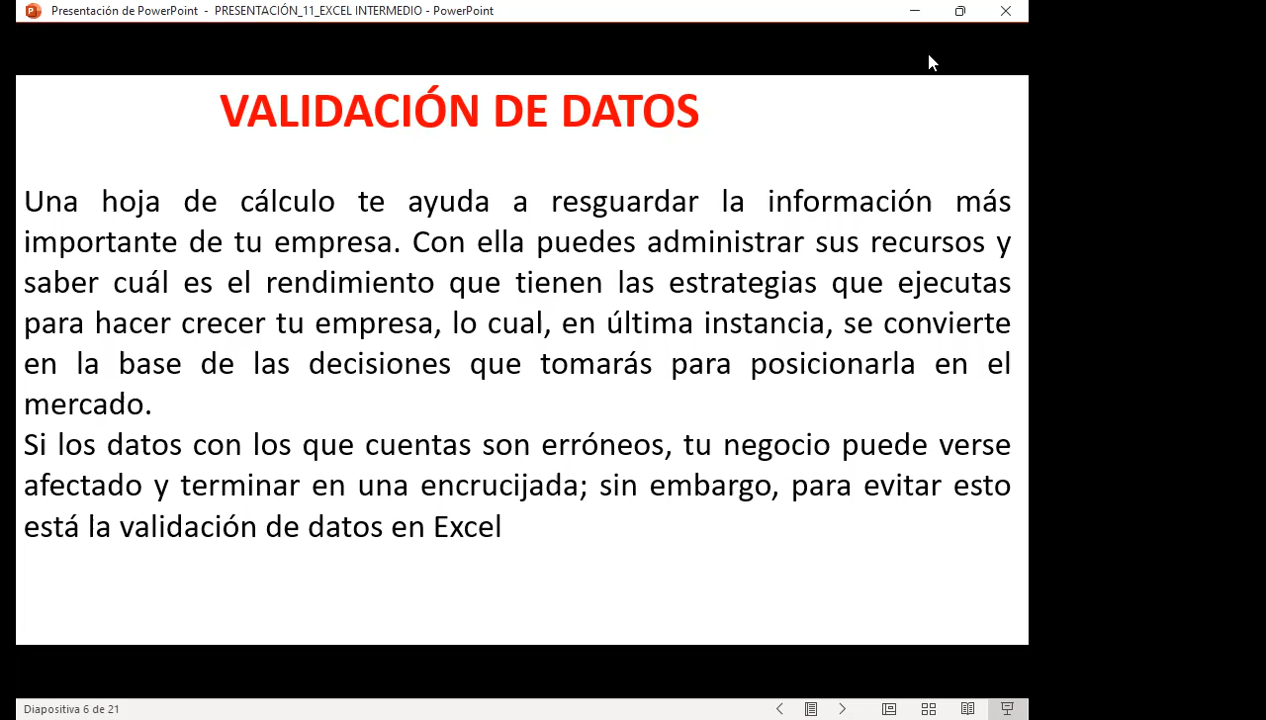 Presentación de PowerPoint - PRESENTACIÓN_11_EXCEL INTERMEDIO - PowerPoint
VALIDACIÓN DE DATOS
Una hoja de cálculo te ayuda a resguardar la información más
importante de tu empresa. Con ella puedes administrar sus recursos y
saber cuál es el rendimiento que tienen las estrategias que ejecutas
para hacer crecer tu empresa, lo cual, en última instancia, se convierte
en la base de las decisiones que tomarás para posicionarla en el
mercado.
Si los datos con los que cuentas son erróneos, tu negocio puede verse
afectado y terminar en una encrucijada; sin embargo, para evitar esto
está la validación de datos en Excel
Diapositiva 6 de 21